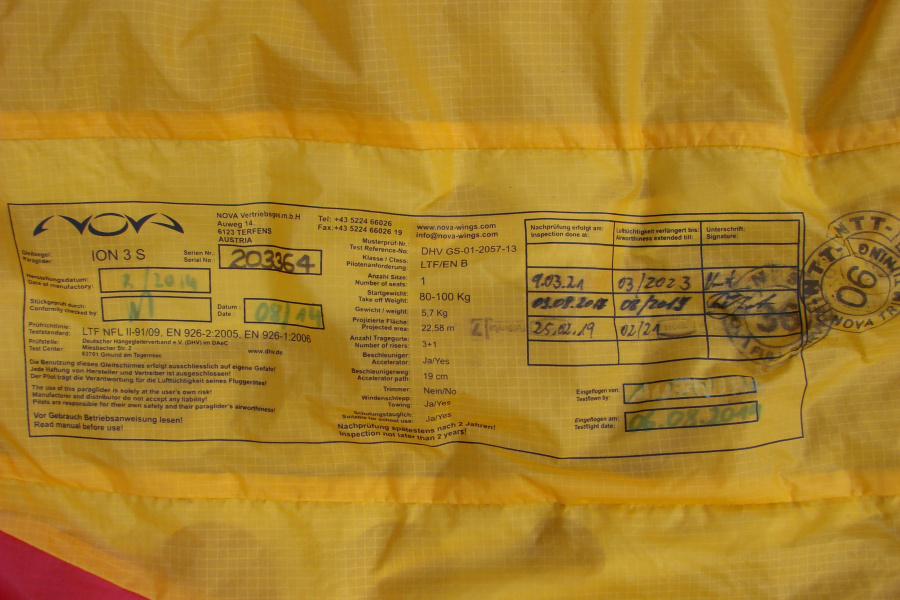 NOVA
NOVA Vertriebsges.m.b.H
Auweg 14
6123 TERFENS
AUSTRIA
Tel: +43 5224 66026
Fax:+43 5224 66026 19
www.nova-wings.com
info@nova-wings.com
Gleitsegel:
Paraglider:
ION 3 S
Serien Nr.:
Serial No:
203364
Herstellungsdatum:
Date of manufactory:
/2014
Stückgeprüft durch:
Conformity checked by:
Datum :
Date :
08/14
Prüfrichtlinie:
Teststandard:
LTF NFL II-91/09, EN 926-2:2005, EN 926-1:2006
Prüfstelle:
Test Center:
Deutscher Hängegleiterverband e.V. (DHV) im DAeC
Miesbacher Str. 2
83701 Gmund am Tegernsee
www.dhv.de
Die Benutzung dieses Gleitschirmes erfolgt ausschliesslich auf eigene Gefahr!
Jede Haftung von Hersteller und Vertreiber ist ausgeschlossen!
Der Pilot trägt die Verantwortung für die Lufttüchtigkeit seines Fluggerätes!
The use of this paraglider is solely at the user's own risk!
Manufacturer and distributor do not accept any liability!
Pilots are responsible for their own safety and their paraglider's airworthiness!
Vor Gebrauch Betriebsanweisung lesen!
Read manual before use!
Musterprüf-Nr.:
Test Reference-No:
DHV GS-01-2057-13
Klasse / Class:
Pilotenanforderung
LTF/EN B
Anzahl Sitze:
Number of seats:
1
Startgewicht:
Take off Weight:
80-100 Kg
Gewicht / weight:
5,7 Kg
Projizierte Fläche:
Projected area:
22,58 m
Anzahl Tragegurte:
Number of risers:
3+1
Beschleuniger:
Accelerator:
Ja/Yes
Beschleunigerweg:
Accelerator path:
19 cm
Trimmer:
Nein/No
Windenschlepp:
Towing:
Ja/Yes
Schulungstauglich:
Suitable for school use:
Ja/Yes
Nachprüfung spätestens nach 2 Jahren!
Inspection not later than 2 years!
Nachprüfung erfolgt am:
Inspection done at:
Lufttüchtigkeit verlängert bis:
Airworthiness extended till:
Unterschrift:
Signature:
9.03.21
03/2023
25.02.19
02/21
Eingeflogen von:
Testflown by:
Eingeflogen am:
Testflight date:
06.08.2014
06